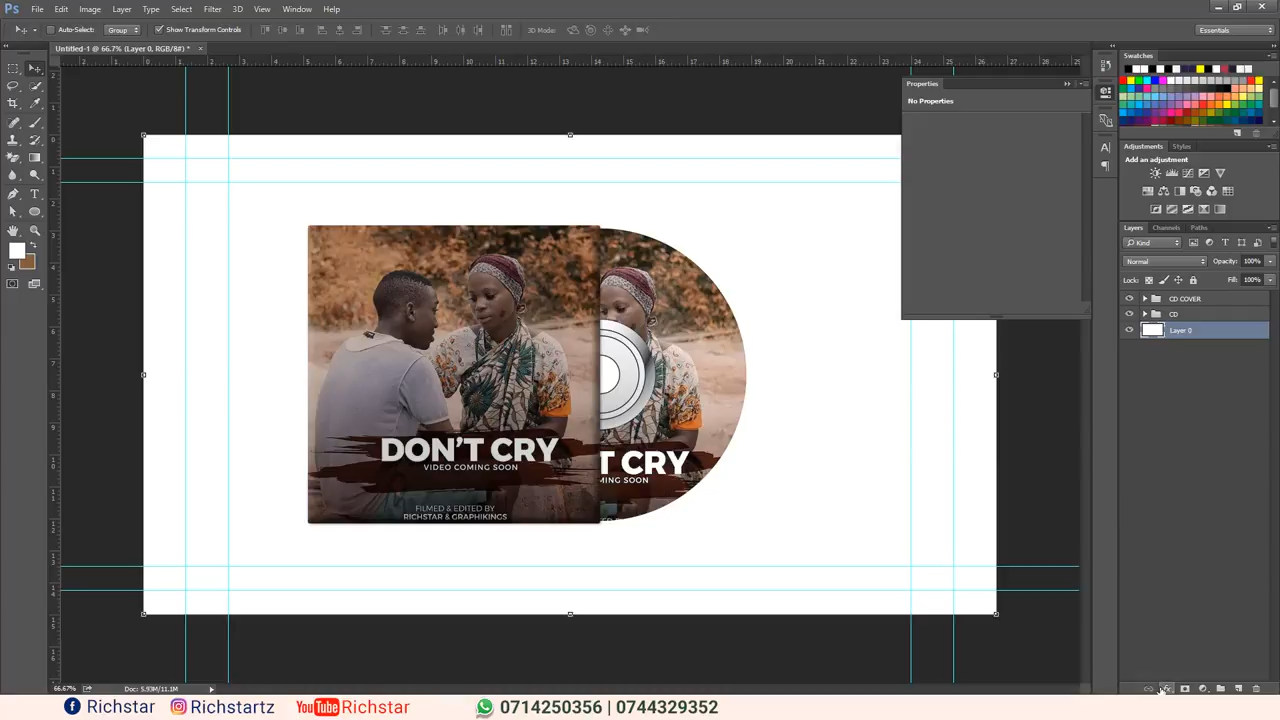 Ps File Edit Image Layer Type Select Filter 3D View Window Help
Auto-Select: Group Show Transform Controls 3D Mode: Essentials
Untitled-1 @ 66.7% (Layer 0, RGB/8#) * ×
Swatches
Properties
No Properties
Adjustments Styles
Add an adjustment
Layers Channels Paths
Kind
Normal Opacity: 100%
Lock: Fill: 100%
CD COVER
CD
Layer 0
DON'T CRY
VIDEO COMING SOON
FILMED & EDITED BY
RICHSTAR & GRAPHIKINGS
T CRY
MING SOON
66.67% Doc: 5.93M/11.1M
Richstar Richstartz YouTube Richstar 0714250356 | 0744329352